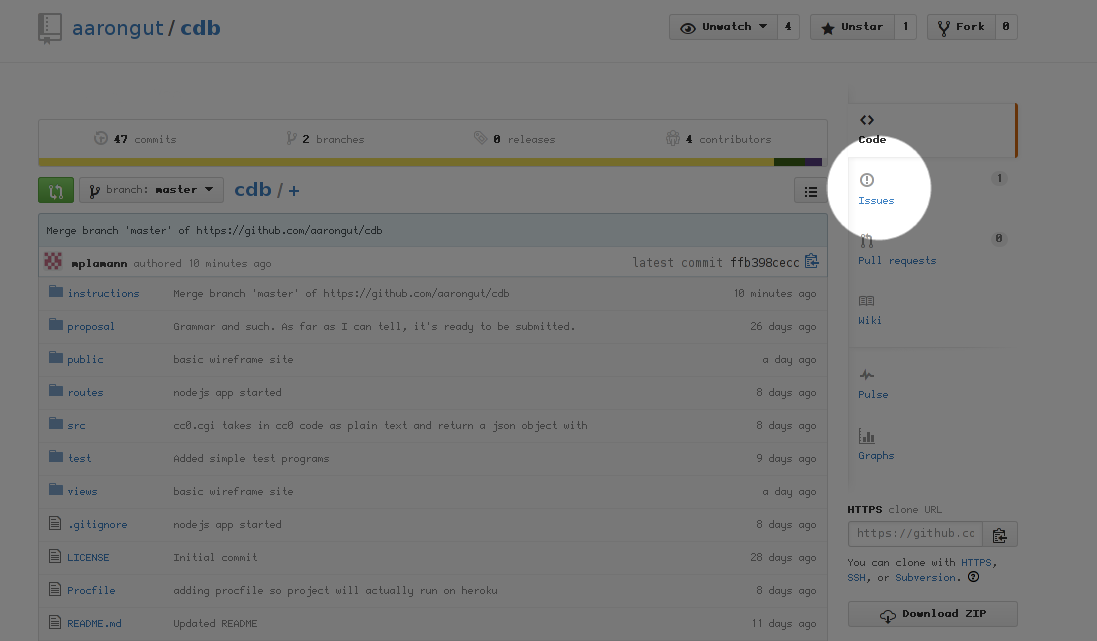 aarongut / cdb
Unwatch 4 Unstar 1 Fork 0
47 commits 2 branches 0 releases 4 contributors
branch: master cdb / +
Merge branch 'master' of https://github.com/aarongut/cdb
mplamann authored 10 minutes ago latest commit ffb398cecc
instructions Merge branch 'master' of https://github.com/aarongut/cdb 10 minutes ago
proposal Grammar and such. As far as I can tell, it's ready to be submitted. 26 days ago
public basic wireframe site a day ago
routes nodejs app started 8 days ago
src cc0.cgi takes in cc0 code as plain text and return a json object with 8 days ago
test Added simple test programs 9 days ago
views basic wireframe site a day ago
.gitignore nodejs app started 8 days ago
LICENSE Initial commit 28 days ago
Procfile adding procfile so project will actually run on heroku 8 days ago
README.md Updated README 11 days ago
Code
Issues 1
Pull requests 0
Wiki
Pulse
Graphs
HTTPS clone URL
https://github.cc
You can clone with HTTPS,
SSH, or Subversion.
Download ZIP